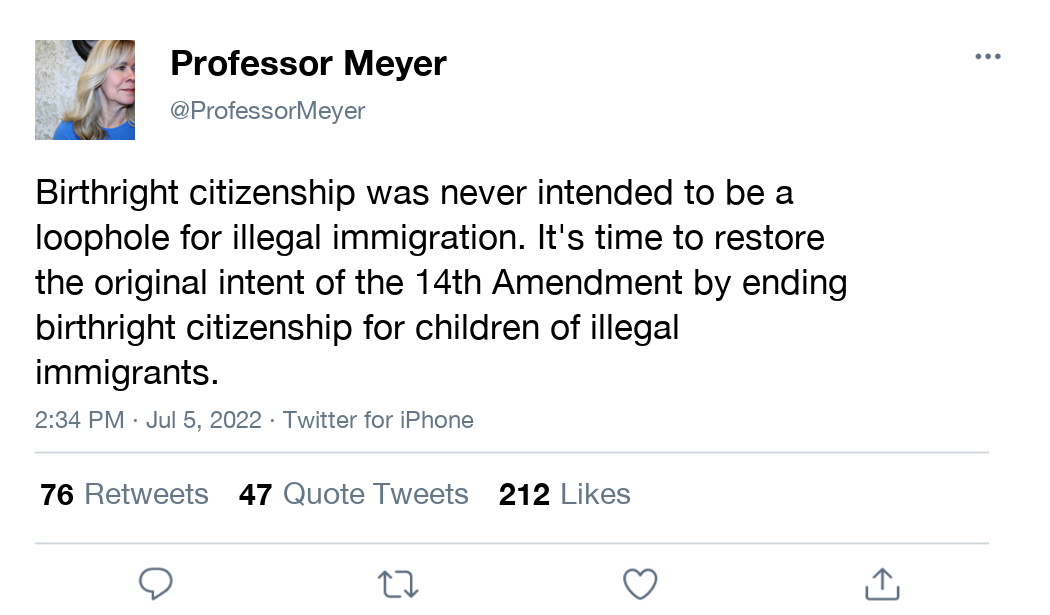 Professor Meyer
@ProfessorMeyer
Birthright citizenship was never intended to be a
loophole for illegal immigration. It's time to restore
the original intent of the 14th Amendment by ending
birthright citizenship for children of illegal
immigrants.
2:34 PM · Jul 5, 2022 · Twitter for iPhone
76 Retweets 47 Quote Tweets 212 Likes